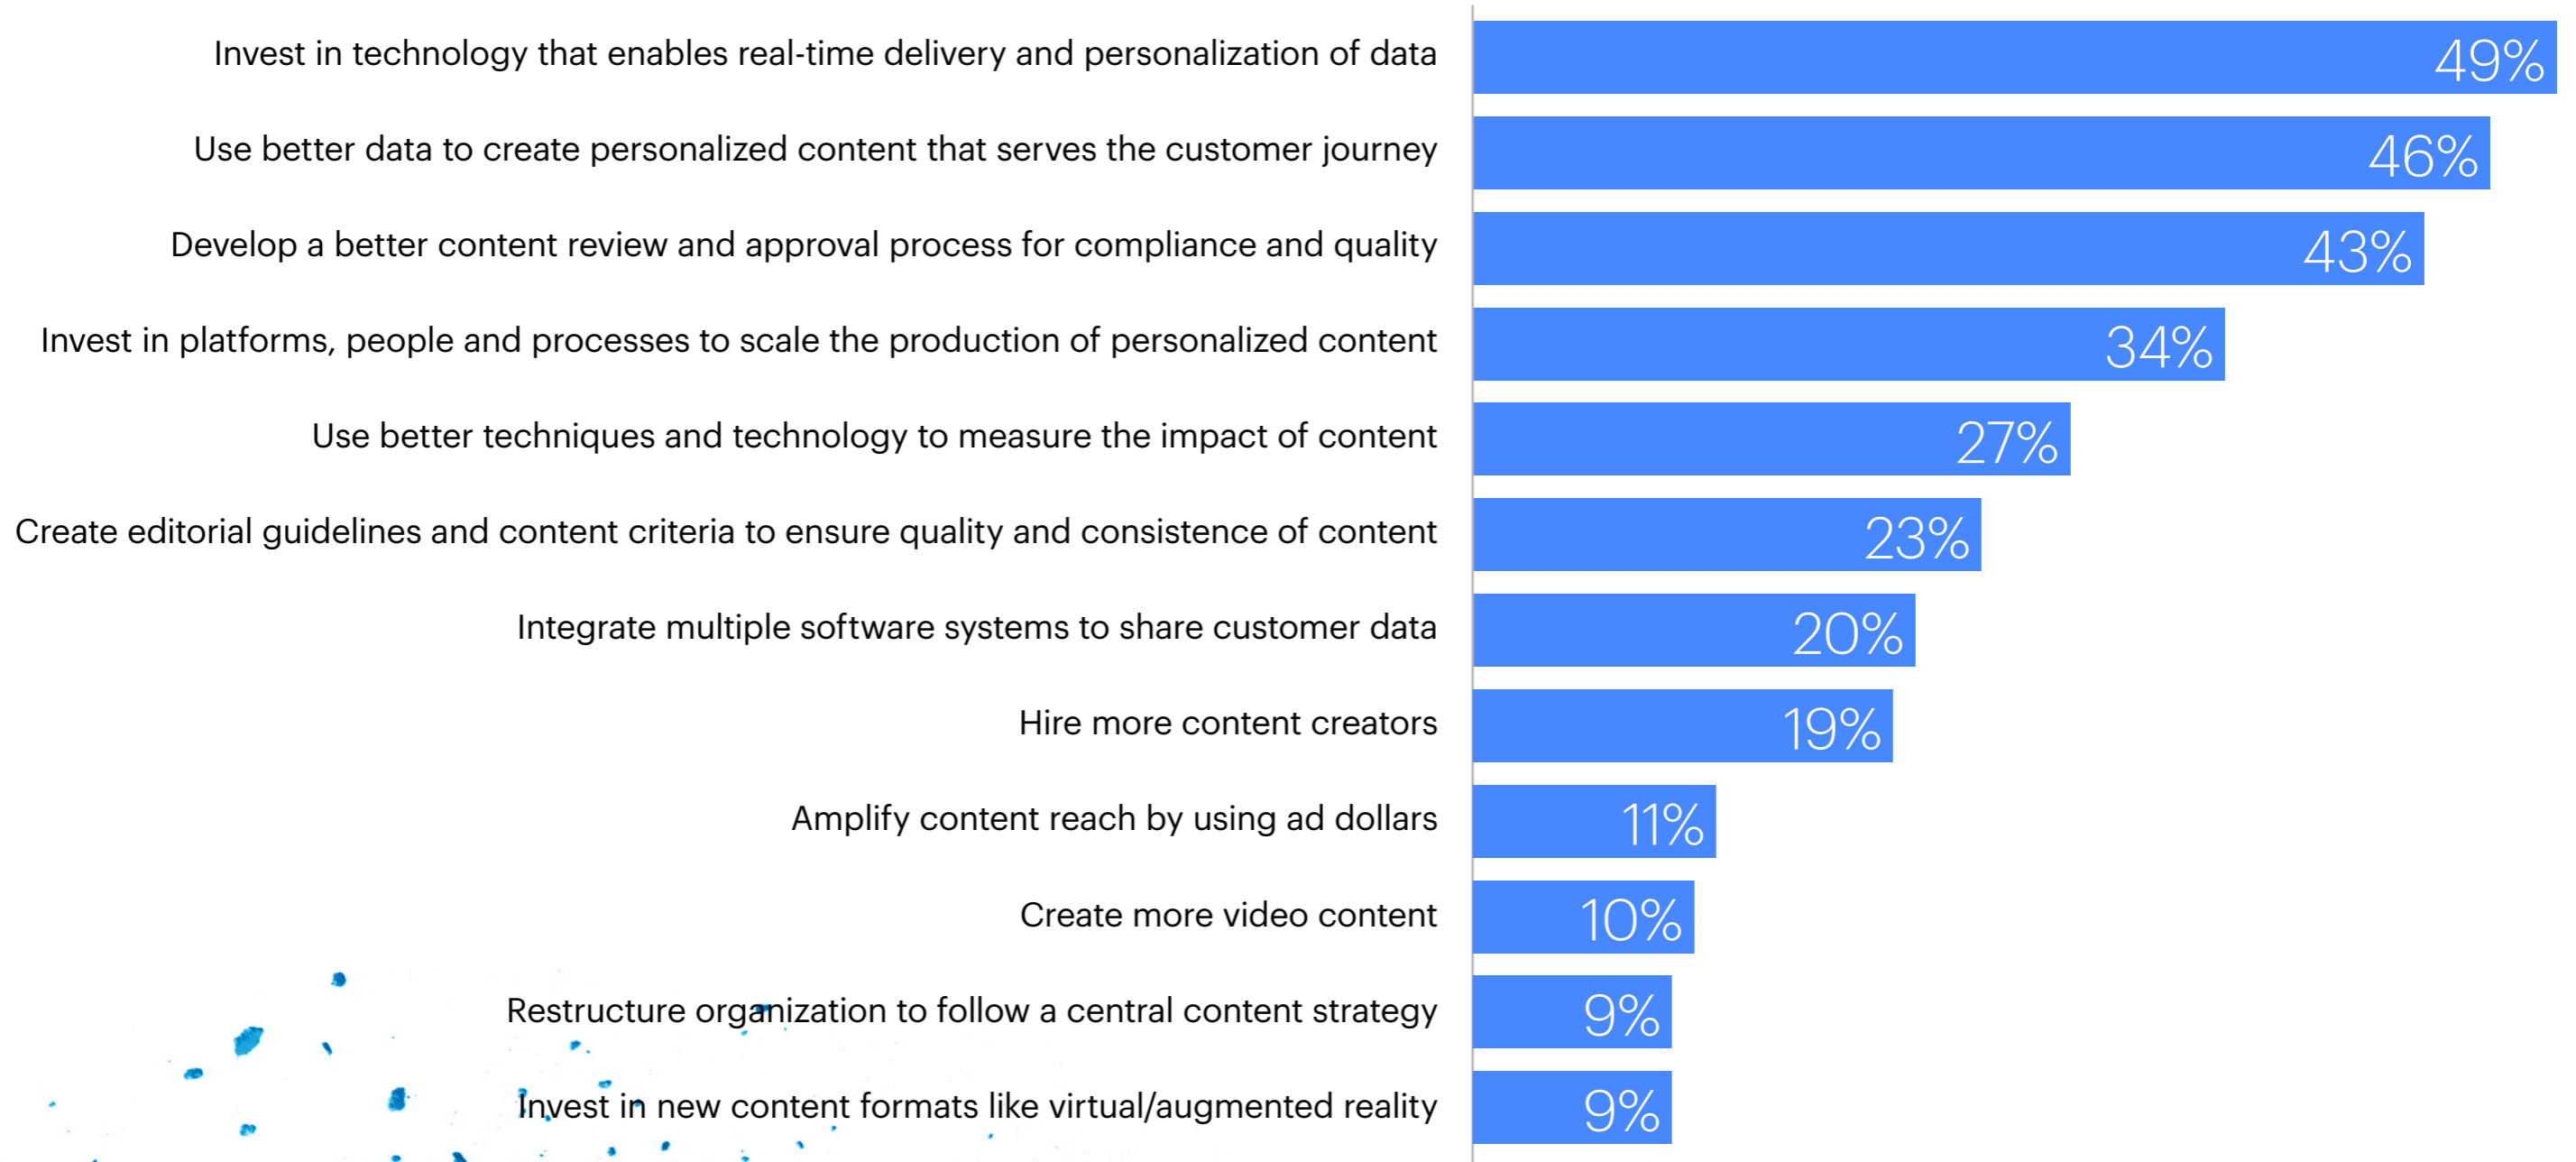 Invest in technology that enables real-time delivery and personalization of data 49%
Use better data to create personalized content that serves the customer journey 46%
Develop a better content review and approval process for compliance and quality 43%
Invest in platforms, people and processes to scale the production of personalized content 34%
Use better techniques and technology to measure the impact of content 27%
Create editorial guidelines and content criteria to ensure quality and consistence of content 23%
Integrate multiple software systems to share customer data 20%
Hire more content creators 19%
Amplify content reach by using ad dollars 11%
Create more video content 10%
Restructure organization to follow a central content strategy 9%
Invest in new content formats like virtual/augmented reality 9%